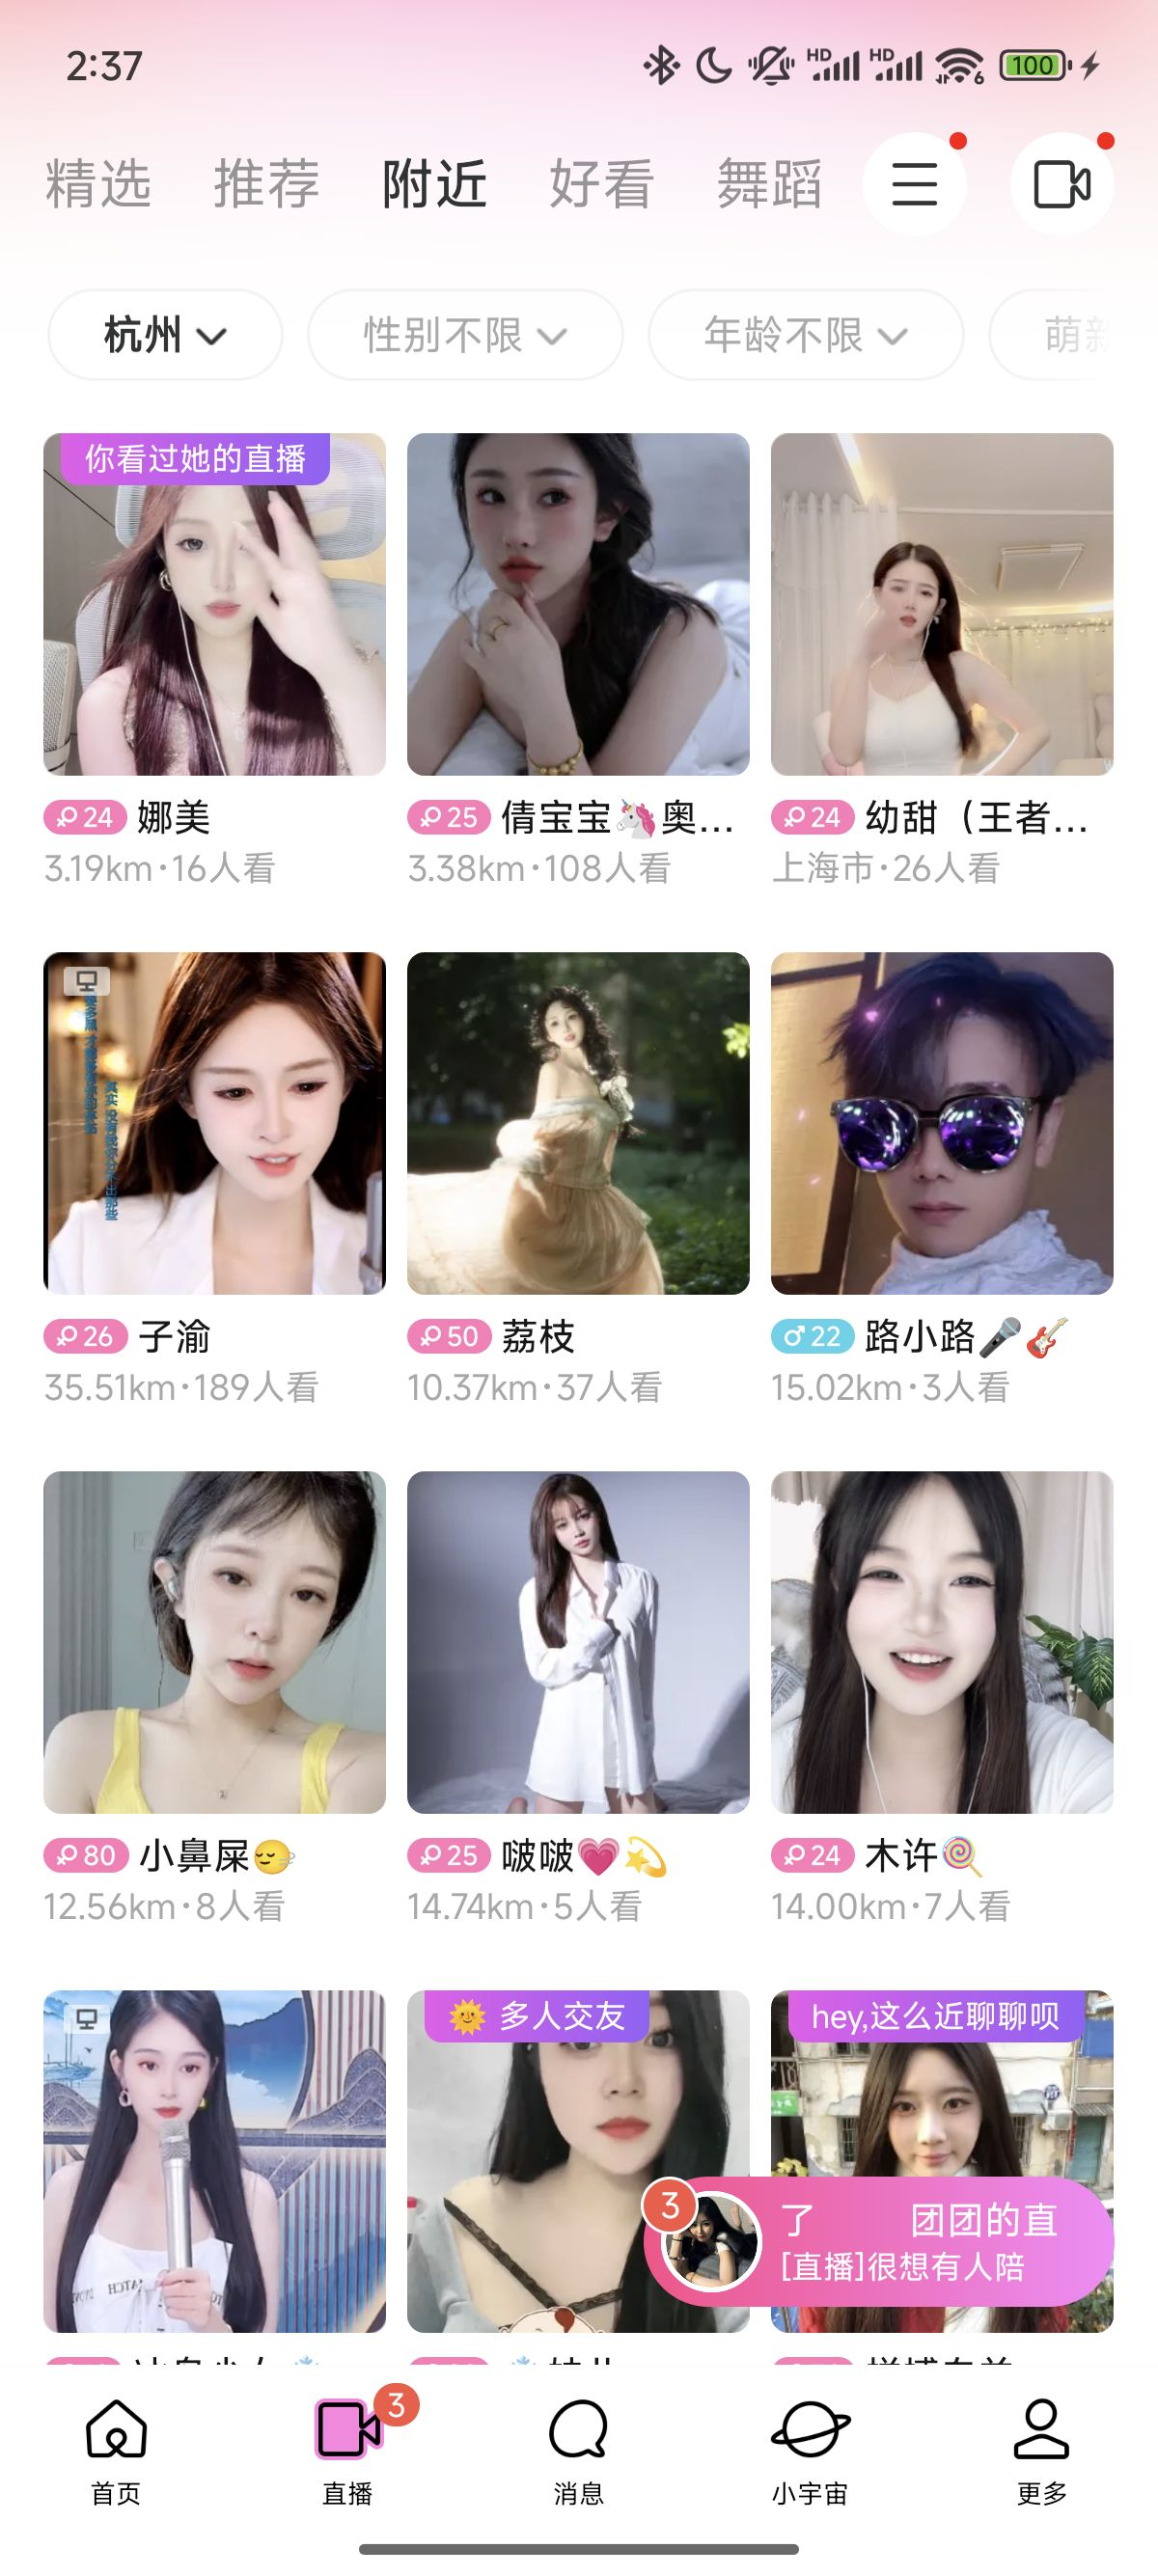 2:37
HD
HD
6
100
精选
推荐
附近
好看
舞蹈
杭州
性别不限
年龄不限
萌新
你看过她的直播
24 娜美
3.19km·16人看
25 倩宝宝🦄奥...
3.38km·108人看
24 幼甜（王者...
上海市·26人看
26 子渝
35.51km·189人看
50 荔枝
10.37km·37人看
22 路小路🎤🎸
15.02km·3人看
80 小鼻屎😌
12.56km·8人看
25 啵啵💗💫
14.74km·5人看
24 木许🍭
14.00km·7人看
🌞 多人交友
hey,这么近聊聊呗
3
了 团团的直
[直播]很想有人陪
首页
直播
3
消息
小宇宙
更多